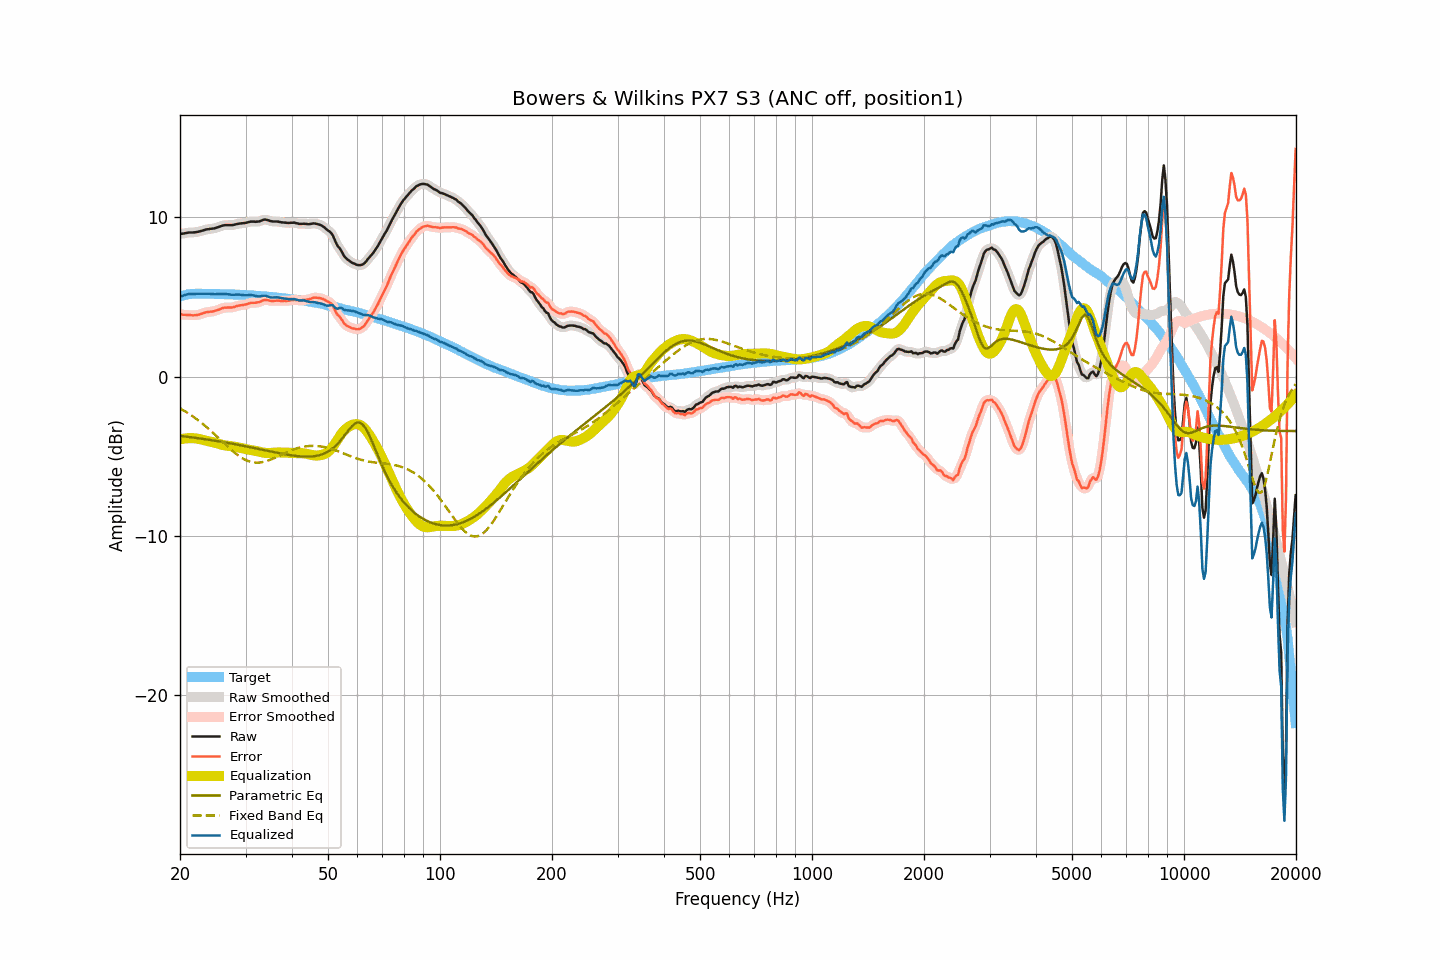 Bowers & Wilkins PX7 S3 (ANC off, position1)
10
0
−10
−20
Amplitude (dBr)
Target
Raw Smoothed
Error Smoothed
Raw
Error
Equalization
Parametric Eq
Fixed Band Eq
Equalized
20 50 100 200 500 1000 2000 5000 10000 20000
Frequency (Hz)